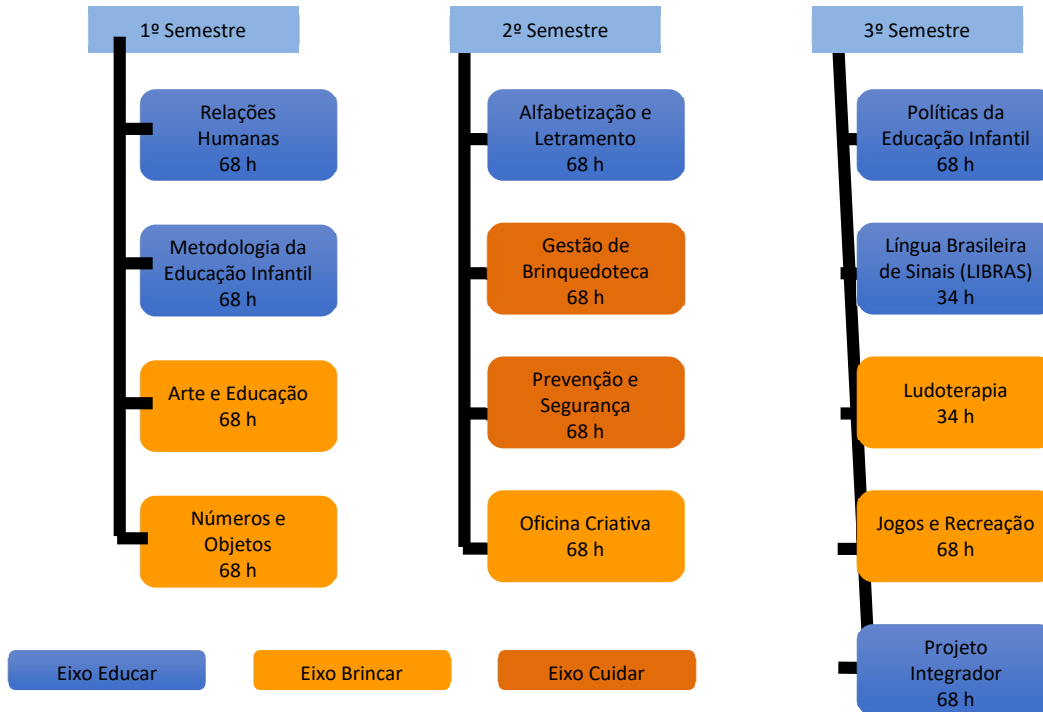 1º Semestre
Relações
Humanas
68 h
Metodologia da
Educação Infantil
68 h
Arte e Educação
68 h
Números e
Objetos
68 h
2º Semestre
Alfabetização e
Letramento
68 h
Gestão de
Brinquedoteca
68 h
Prevenção e
Segurança
68 h
Oficina Criativa
68 h
3º Semestre
Políticas da
Educação Infantil
68 h
Língua Brasileira
de Sinais (LIBRAS)
34 h
Ludoterapia
34 h
Jogos e Recreação
68 h
Projeto
Integrador
68 h
Eixo Educar
Eixo Brincar
Eixo Cuidar